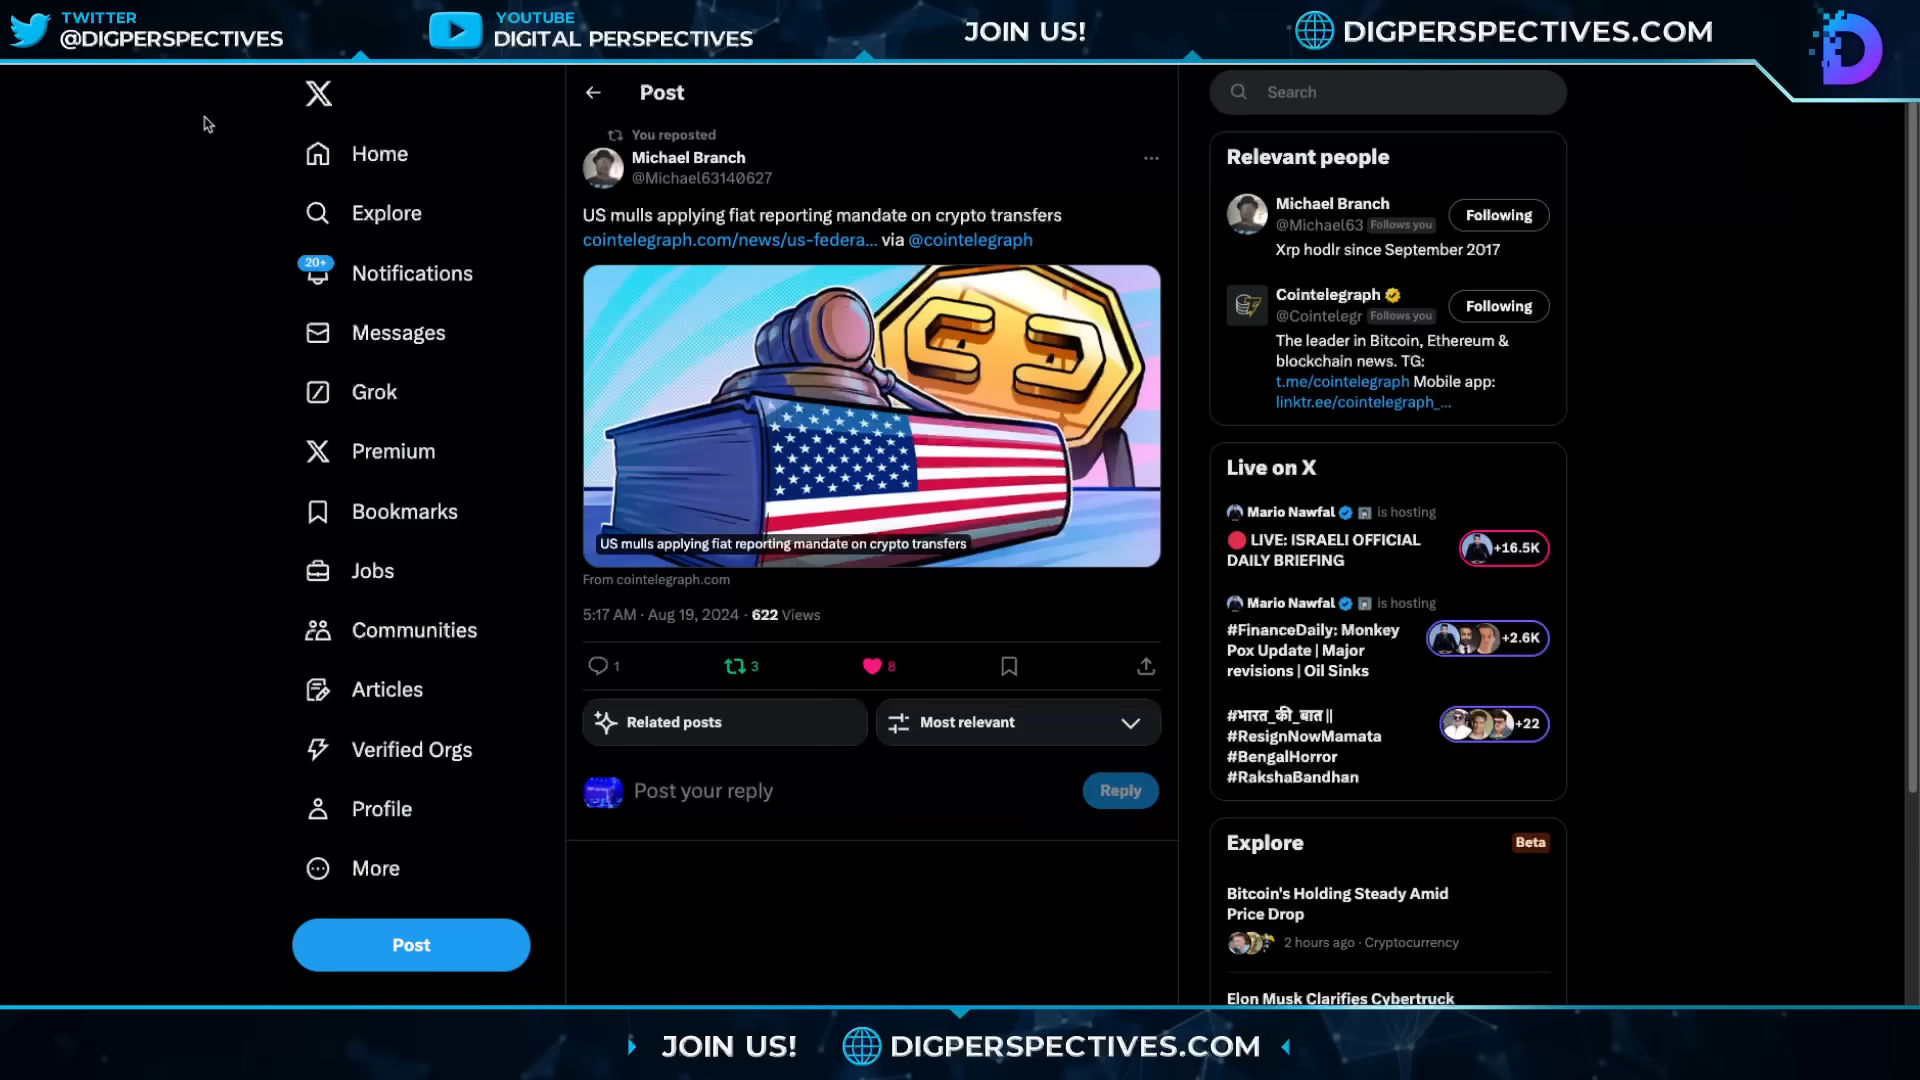 TWITTER
@DIGPERSPECTIVES
YOUTUBE
DIGITAL PERSPECTIVES
JOIN US!
DIGPERSPECTIVES.COM
Home
Explore
20+
Notifications
Messages
Grok
Premium
Bookmarks
Jobs
Communities
Articles
Verified Orgs
Profile
More
Post
Post
You reposted
Michael Branch
@Michael63140627
US mulls applying fiat reporting mandate on crypto transfers
cointelegraph.com/news/us-federa... via @cointelegraph
US mulls applying fiat reporting mandate on crypto transfers
From cointelegraph.com
5:17 AM · Aug 19, 2024 · 622 Views
1
3
8
Related posts
Most relevant
Post your reply
Reply
Search
Relevant people
Michael Branch
@Michael63 Follows you
Following
Xrp hodlr since September 2017
Cointelegraph
@Cointelegr Follows you
Following
The leader in Bitcoin, Ethereum &
blockchain news. TG:
t.me/cointelegraph Mobile app:
linktr.ee/cointelegraph_...
Live on X
Mario Nawfal is hosting
LIVE: ISRAELI OFFICIAL
DAILY BRIEFING
+16.5K
Mario Nawfal is hosting
#FinanceDaily: Monkey
Pox Update | Major
revisions | Oil Sinks
+2.6K
#भारत_की_बात ||
#ResignNowMamata
#BengalHorror
#RakshaBandhan
+22
Explore
Beta
Bitcoin's Holding Steady Amid
Price Drop
2 hours ago · Cryptocurrency
Elon Musk Clarifies Cybertruck
JOIN US!
DIGPERSPECTIVES.COM